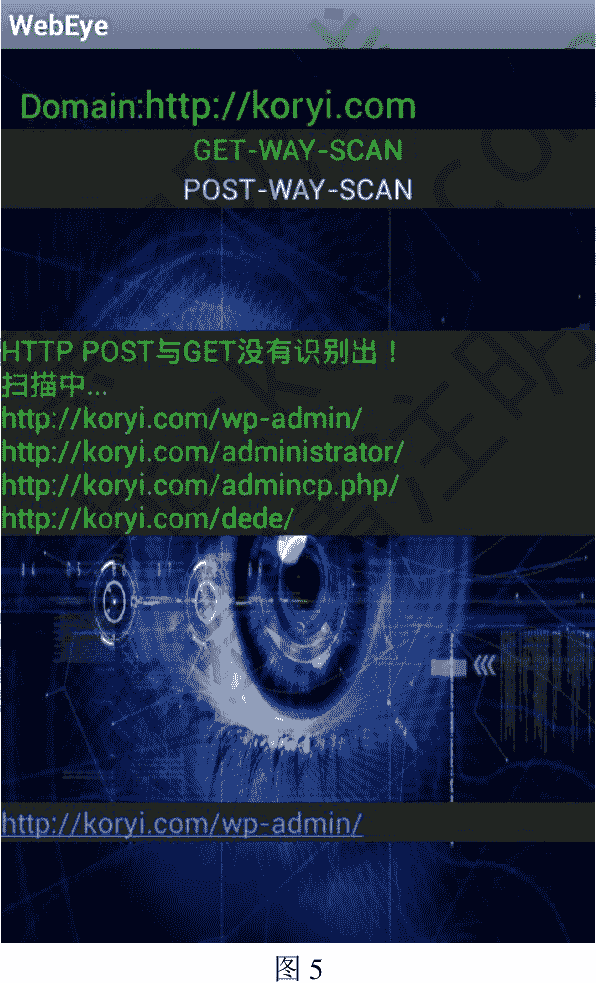 WebEye
Domain:http://koryi.com
GET-WAY-SCAN
POST-WAY-SCAN
HTTP POST与GET没有识别出！
扫描中...
http://koryi.com/wp-admin/
http://koryi.com/administrator/
http://koryi.com/admincp.php/
http://koryi.com/dede/
http://koryi.com/wp-admin/
图 5